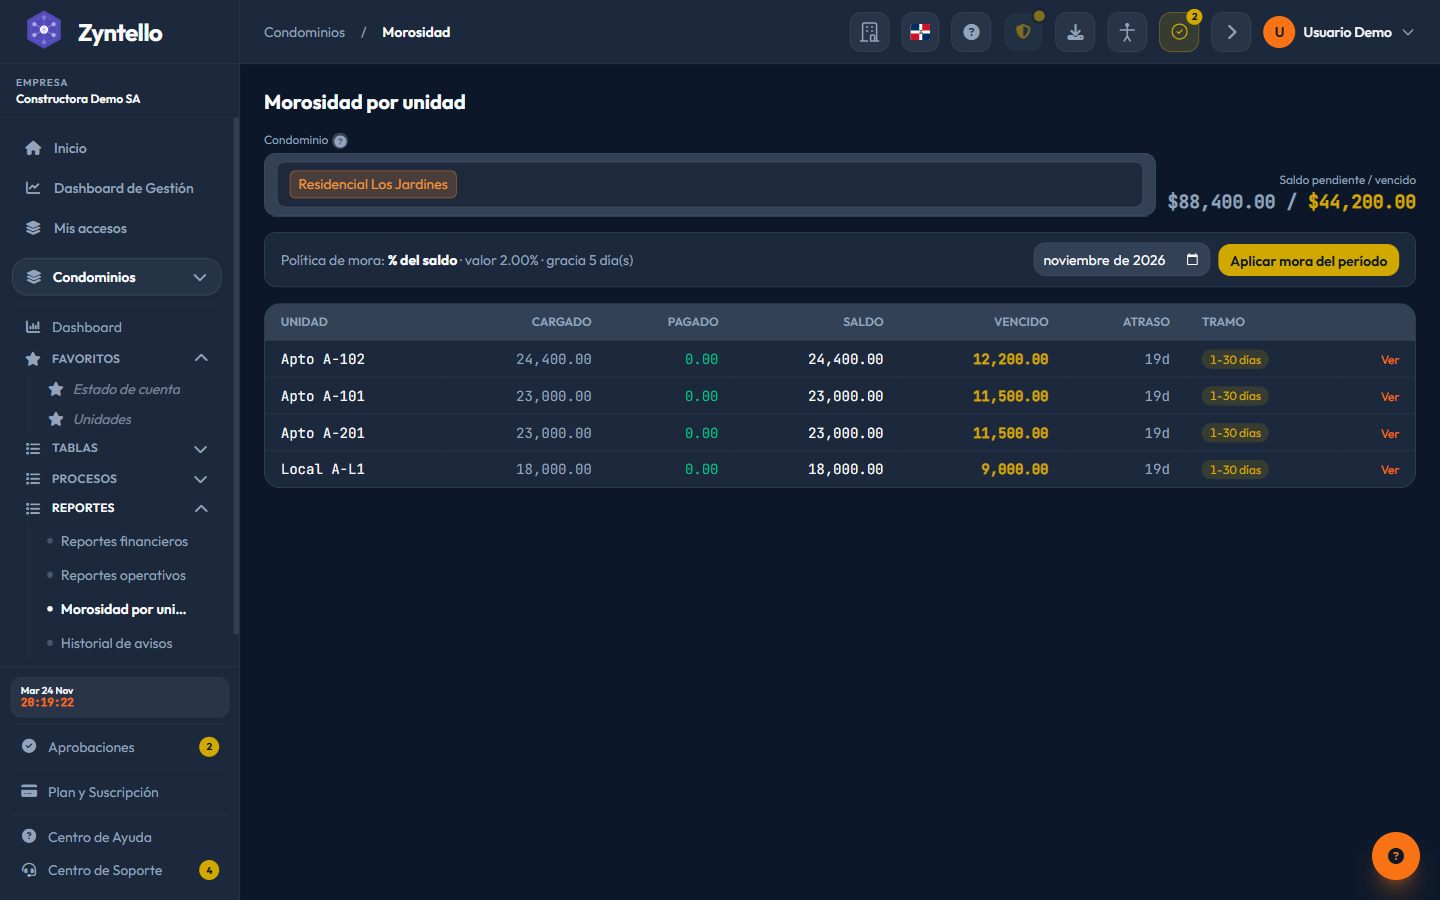 Zyntello
Condominios / Morosidad
2
U
Usuario Demo
EMPRESA
Constructora Demo SA
Inicio
Dashboard de Gestión
Mis accesos
Condominios
Dashboard
FAVORITOS
Estado de cuenta
Unidades
TABLAS
PROCESOS
REPORTES
Reportes financieros
Reportes operativos
Morosidad por uni...
Historial de avisos
Mar 24 Nov
20:19:22
Aprobaciones 2
Plan y Suscripción
Centro de Ayuda
Centro de Soporte 4
Morosidad por unidad
Condominio ?
Residencial Los Jardines
Saldo pendiente / vencido
$88,400.00 / $44,200.00
Política de mora: % del saldo · valor 2.00% · gracia 5 día(s)
noviembre de 2026
Aplicar mora del período
UNIDAD CARGADO PAGADO SALDO VENCIDO ATRASO TRAMO
Apto A-102 24,400.00 0.00 24,400.00 12,200.00 19d 1-30 días Ver
Apto A-101 23,000.00 0.00 23,000.00 11,500.00 19d 1-30 días Ver
Apto A-201 23,000.00 0.00 23,000.00 11,500.00 19d 1-30 días Ver
Local A-L1 18,000.00 0.00 18,000.00 9,000.00 19d 1-30 días Ver